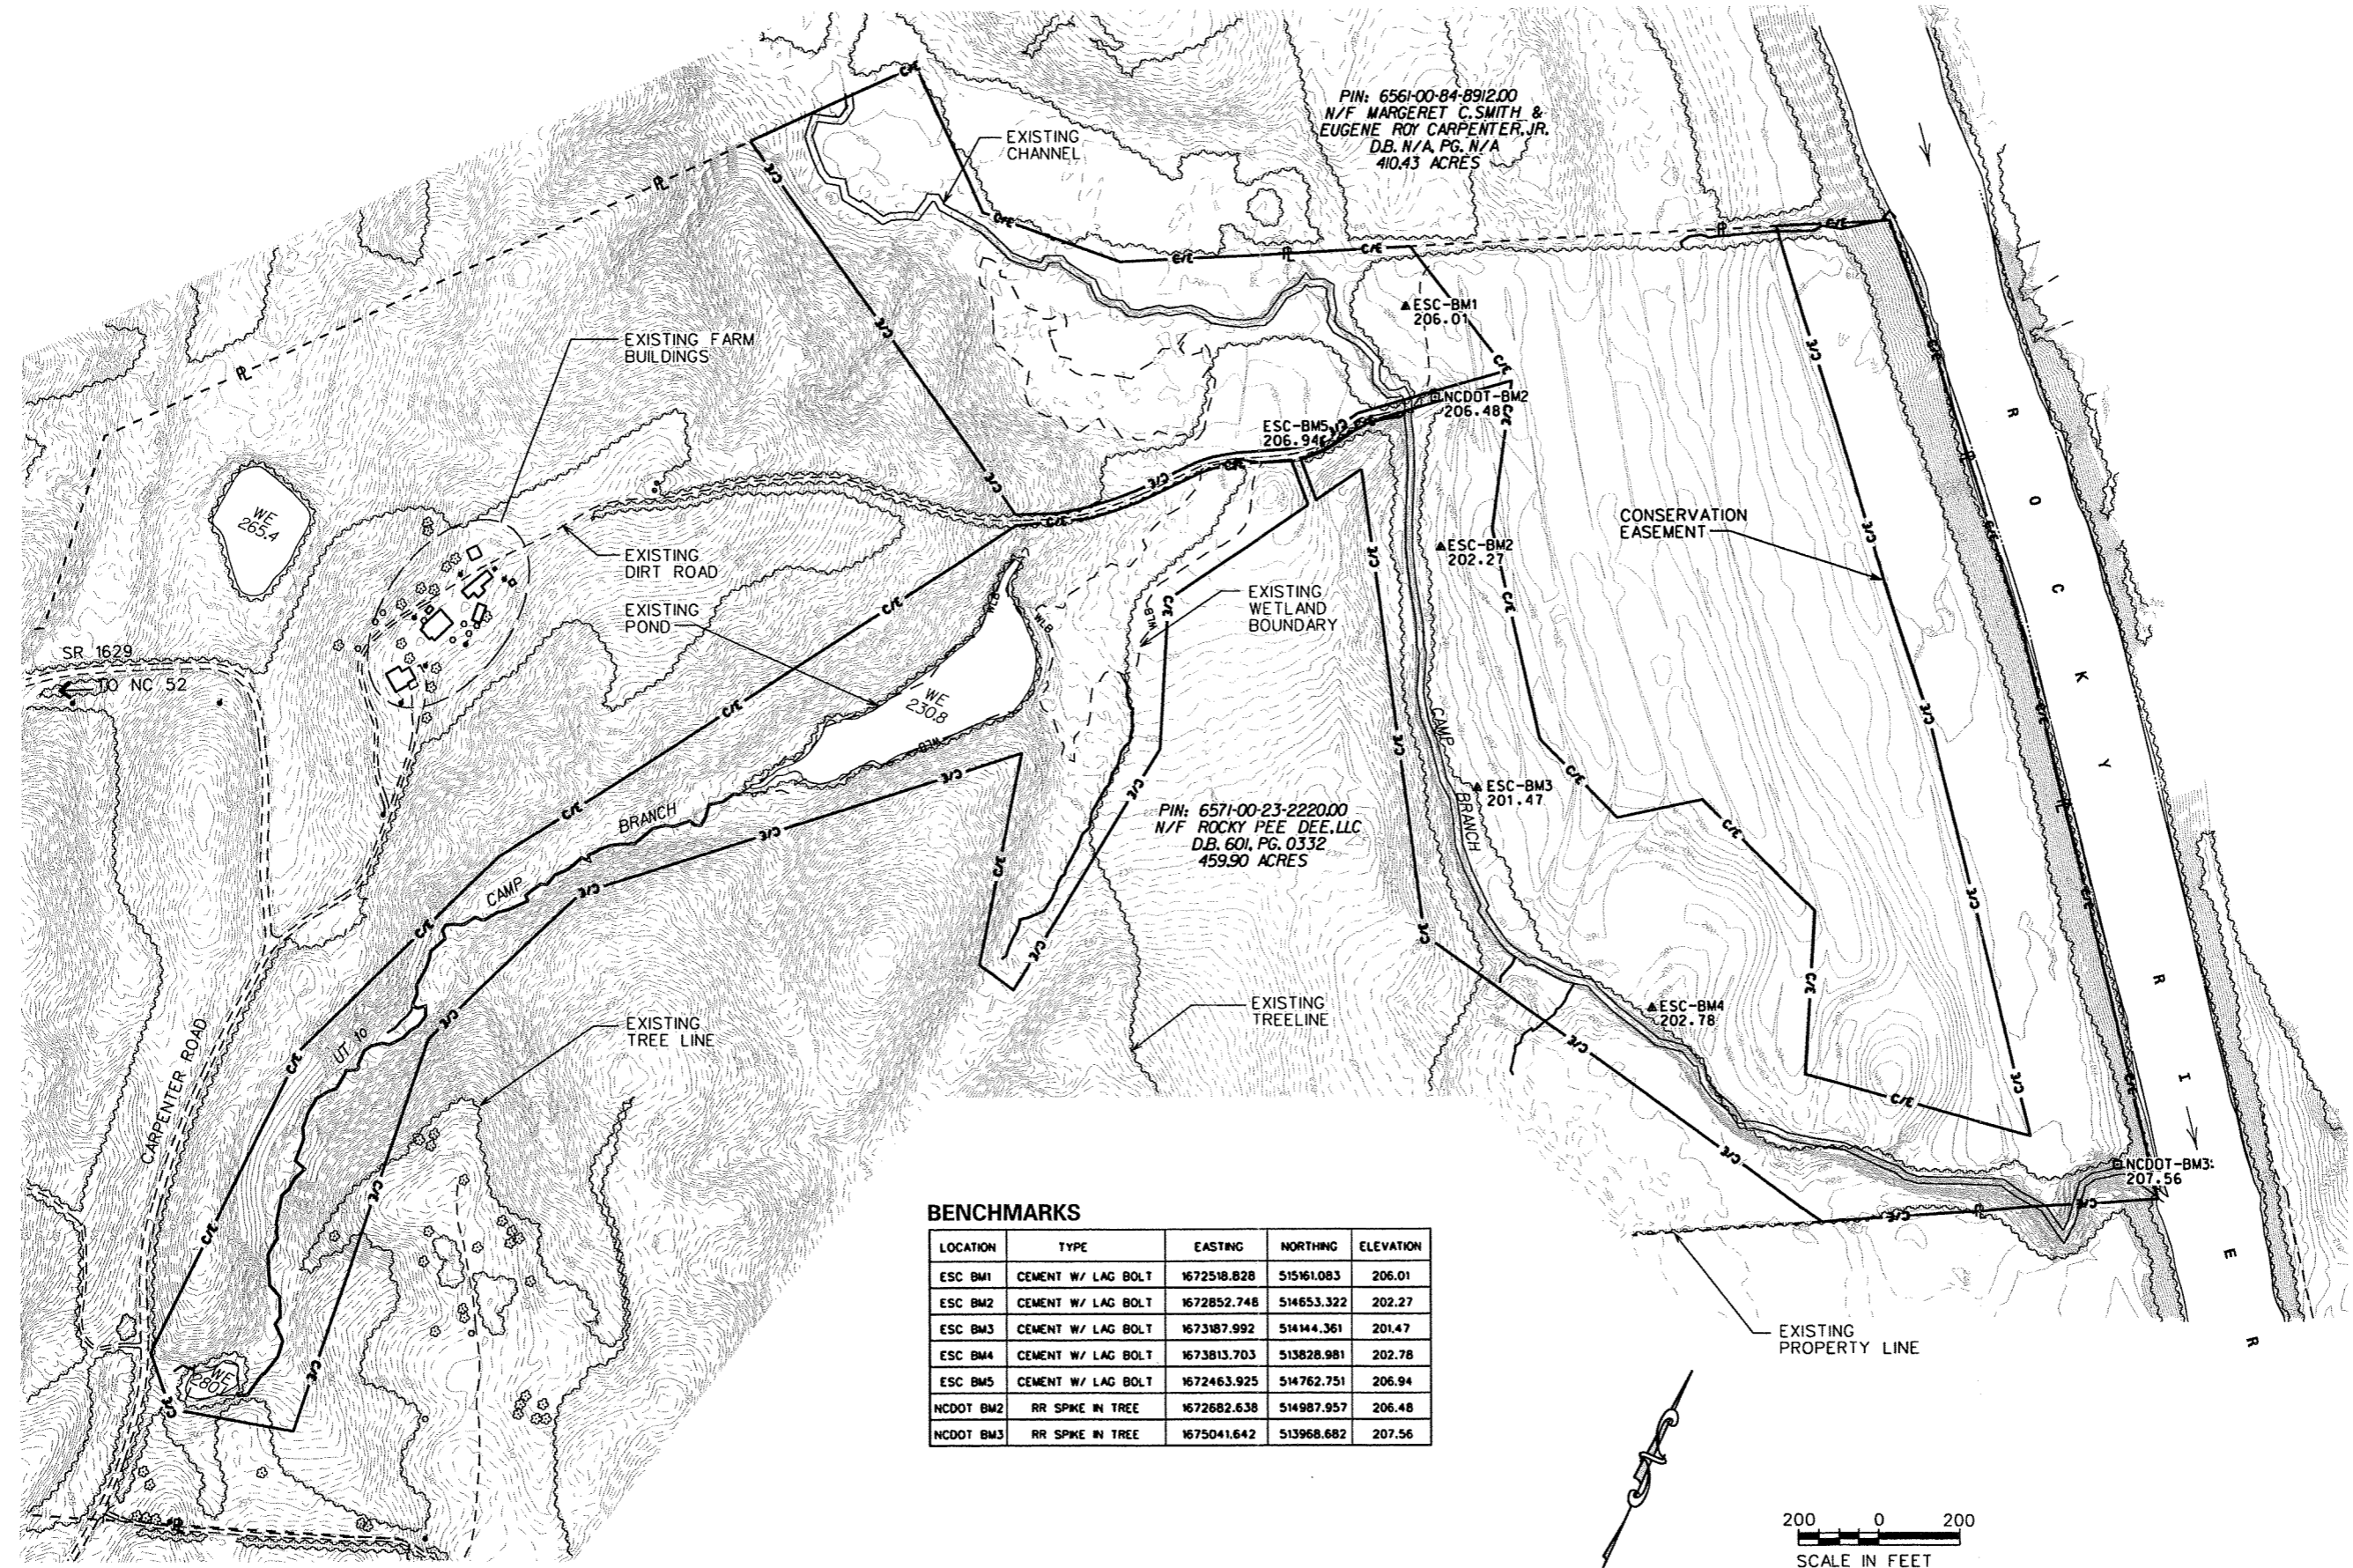 PIN: 6561-00-84-8912.00
N/F MARGERET C. SMITH &
EUGENE ROY CARPENTER, JR.
D.B. N/A, PG. N/A
410.43 ACRES
EXISTING
CHANNEL
C/E
PL
ESC-BM1
206.01
EXISTING FARM
BUILDINGS
NCDOT-BM2
206.48
ESC-BM5
206.94
WE
265.4
EXISTING
DIRT ROAD
CONSERVATION
EASEMENT
ESC-BM2
202.27
EXISTING
POND
EXISTING
WETLAND
BOUNDARY
WLB
WLB
WLB
WLB
SR 1629
TO NC 52
WE
230.8
CAMP
BRANCH
ESC-BM3
201.47
PIN: 6571-00-23-2220.00
N/F ROCKY PEE DEE, LLC
D.B. 601, PG. 0332
459.90 ACRES
BRANCH
CAMP
ROCKY RIVER
UT 10
CARPENTER ROAD
EXISTING
TREE LINE
EXISTING
TREELINE
ESC-BM4
202.78
NCDOT-BM3
207.56
EXISTING
PROPERTY LINE
WE
BENCHMARKS
LOCATION TYPE EASTING NORTHING ELEVATION
ESC BM1 CEMENT W/ LAG BOLT 1672518.828 515161.083 206.01
ESC BM2 CEMENT W/ LAG BOLT 1672852.748 514653.322 202.27
ESC BM3 CEMENT W/ LAG BOLT 1673187.992 514144.361 201.47
ESC BM4 CEMENT W/ LAG BOLT 1673813.703 513828.981 202.78
ESC BM5 CEMENT W/ LAG BOLT 1672463.925 514762.751 206.94
NCDOT BM2 RR SPIKE IN TREE 1672682.638 514987.957 206.48
NCDOT BM3 RR SPIKE IN TREE 1675041.642 513968.682 207.56
200 0 200
SCALE IN FEET